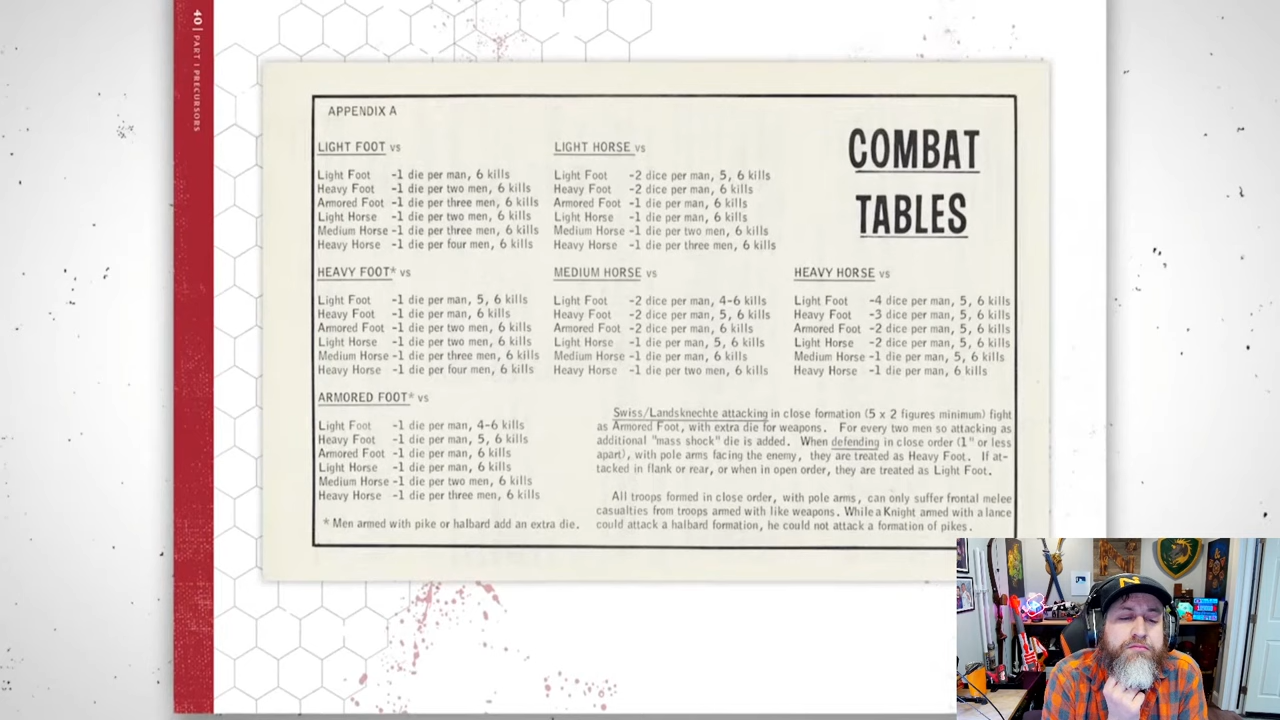 40 | PART 1 PRECURSORS
APPENDIX A
COMBAT
TABLES
LIGHT FOOT vs
Light Foot -1 die per man, 6 kills
Heavy Foot -1 die per two men, 6 kills
Armored Foot -1 die per three men, 6 kills
Light Horse -1 die per two men, 6 kills
Medium Horse -1 die per three men, 6 kills
Heavy Horse -1 die per four men, 6 kills
LIGHT HORSE vs
Light Foot -2 dice per man, 5, 6 kills
Heavy Foot -2 dice per man, 6 kills
Armored Foot -1 die per man, 6 kills
Light Horse -1 die per man, 6 kills
Medium Horse -1 die per two men, 6 kills
Heavy Horse -1 die per three men, 6 kills
HEAVY FOOT* vs
Light Foot -1 die per man, 5, 6 kills
Heavy Foot -1 die per man, 6 kills
Armored Foot -1 die per two men, 6 kills
Light Horse -1 die per two men, 6 kills
Medium Horse -1 die per three men, 6 kills
Heavy Horse -1 die per four men, 6 kills
MEDIUM HORSE vs
Light Foot -2 dice per man, 4-6 kills
Heavy Foot -2 dice per man, 5, 6 kills
Armored Foot -2 dice per man, 6 kills
Light Horse -1 die per man, 5, 6 kills
Medium Horse -1 die per man, 6 kills
Heavy Horse -1 die per two men, 6 kills
HEAVY HORSE vs
Light Foot -4 dice per man, 5, 6 kills
Heavy Foot -3 dice per man, 5, 6 kills
Armored Foot -2 dice per man, 5, 6 kills
Light Horse -2 dice per man, 5, 6 kills
Medium Horse -1 die per man, 5, 6 kills
Heavy Horse -1 die per man, 6 kills
ARMORED FOOT* vs
Light Foot -1 die per man, 4-6 kills
Heavy Foot -1 die per man, 5, 6 kills
Armored Foot -1 die per man, 6 kills
Light Horse -1 die per man, 6 kills
Medium Horse -1 die per two men, 6 kills
Heavy Horse -1 die per three men, 6 kills
* Men armed with pike or halbard add an extra die.
Swiss/Landsknechte attacking in close formation (5 x 2 figures minimum) fight
as Armored Foot, with extra die for weapons. For every two men so attacking as
additional "mass shock" die is added. When defending in close order (1" or less
apart), with pole arms facing the enemy, they are treated as Heavy Foot. If at-
tacked in flank or rear, or when in open order, they are treated as Light Foot.
All troops formed in close order, with pole arms, can only suffer frontal melee
casualties from troops armed with like weapons. While a Knight armed with a lance
could attack a halbard formation, he could not attack a formation of pikes.